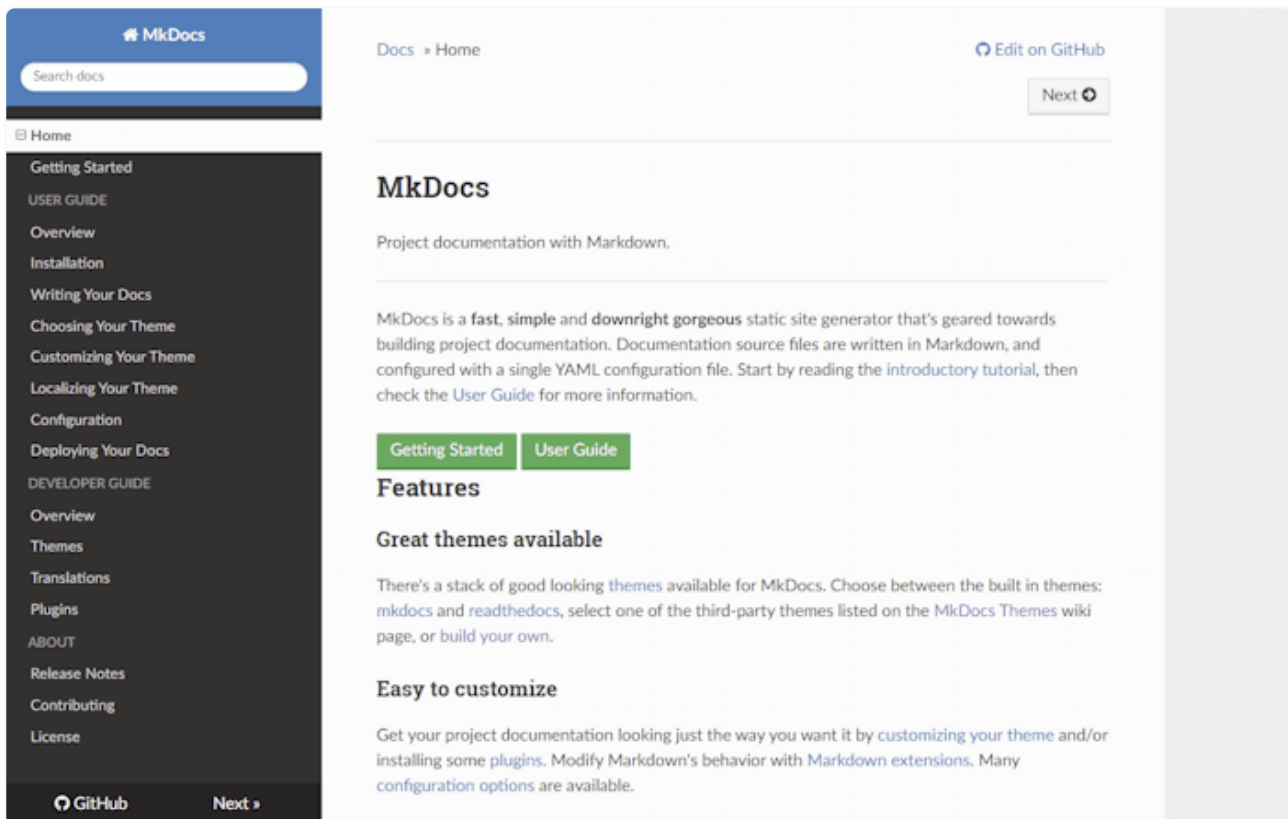 MkDocs
Search docs
Home
Getting Started
USER GUIDE
Overview
Installation
Writing Your Docs
Choosing Your Theme
Customizing Your Theme
Localizing Your Theme
Configuration
Deploying Your Docs
DEVELOPER GUIDE
Overview
Themes
Translations
Plugins
ABOUT
Release Notes
Contributing
License
GitHub Next »
Docs » Home Edit on GitHub
Next
MkDocs
Project documentation with Markdown.
MkDocs is a fast, simple and downright gorgeous static site generator that's geared towards
building project documentation. Documentation source files are written in Markdown, and
configured with a single YAML configuration file. Start by reading the introductory tutorial, then
check the User Guide for more information.
Getting Started User Guide
Features
Great themes available
There's a stack of good looking themes available for MkDocs. Choose between the built in themes:
mkdocs and readthedocs, select one of the third-party themes listed on the MkDocs Themes wiki
page, or build your own.
Easy to customize
Get your project documentation looking just the way you want it by customizing your theme and/or
installing some plugins. Modify Markdown's behavior with Markdown extensions. Many
configuration options are available.